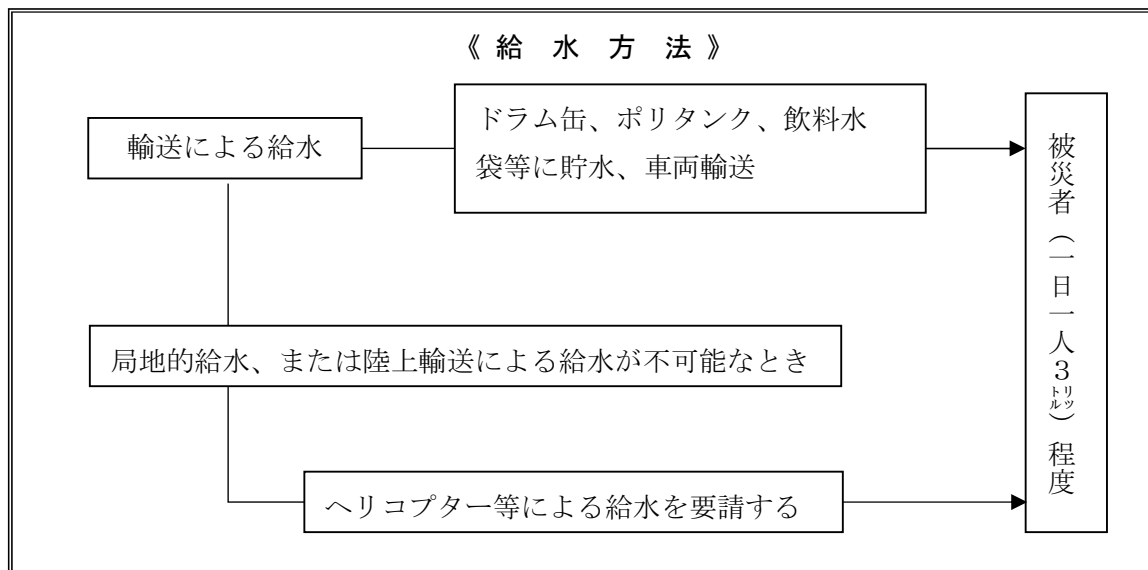 《 給 水 方 法 》
輸送による給水
ドラム缶、ポリタンク、飲料水
袋等に貯水、車両輸送
局地的給水、または陸上輸送による給水が不可能なとき
ヘリコプター等による給水を要請する
被災者（一日一人３㍑）程度